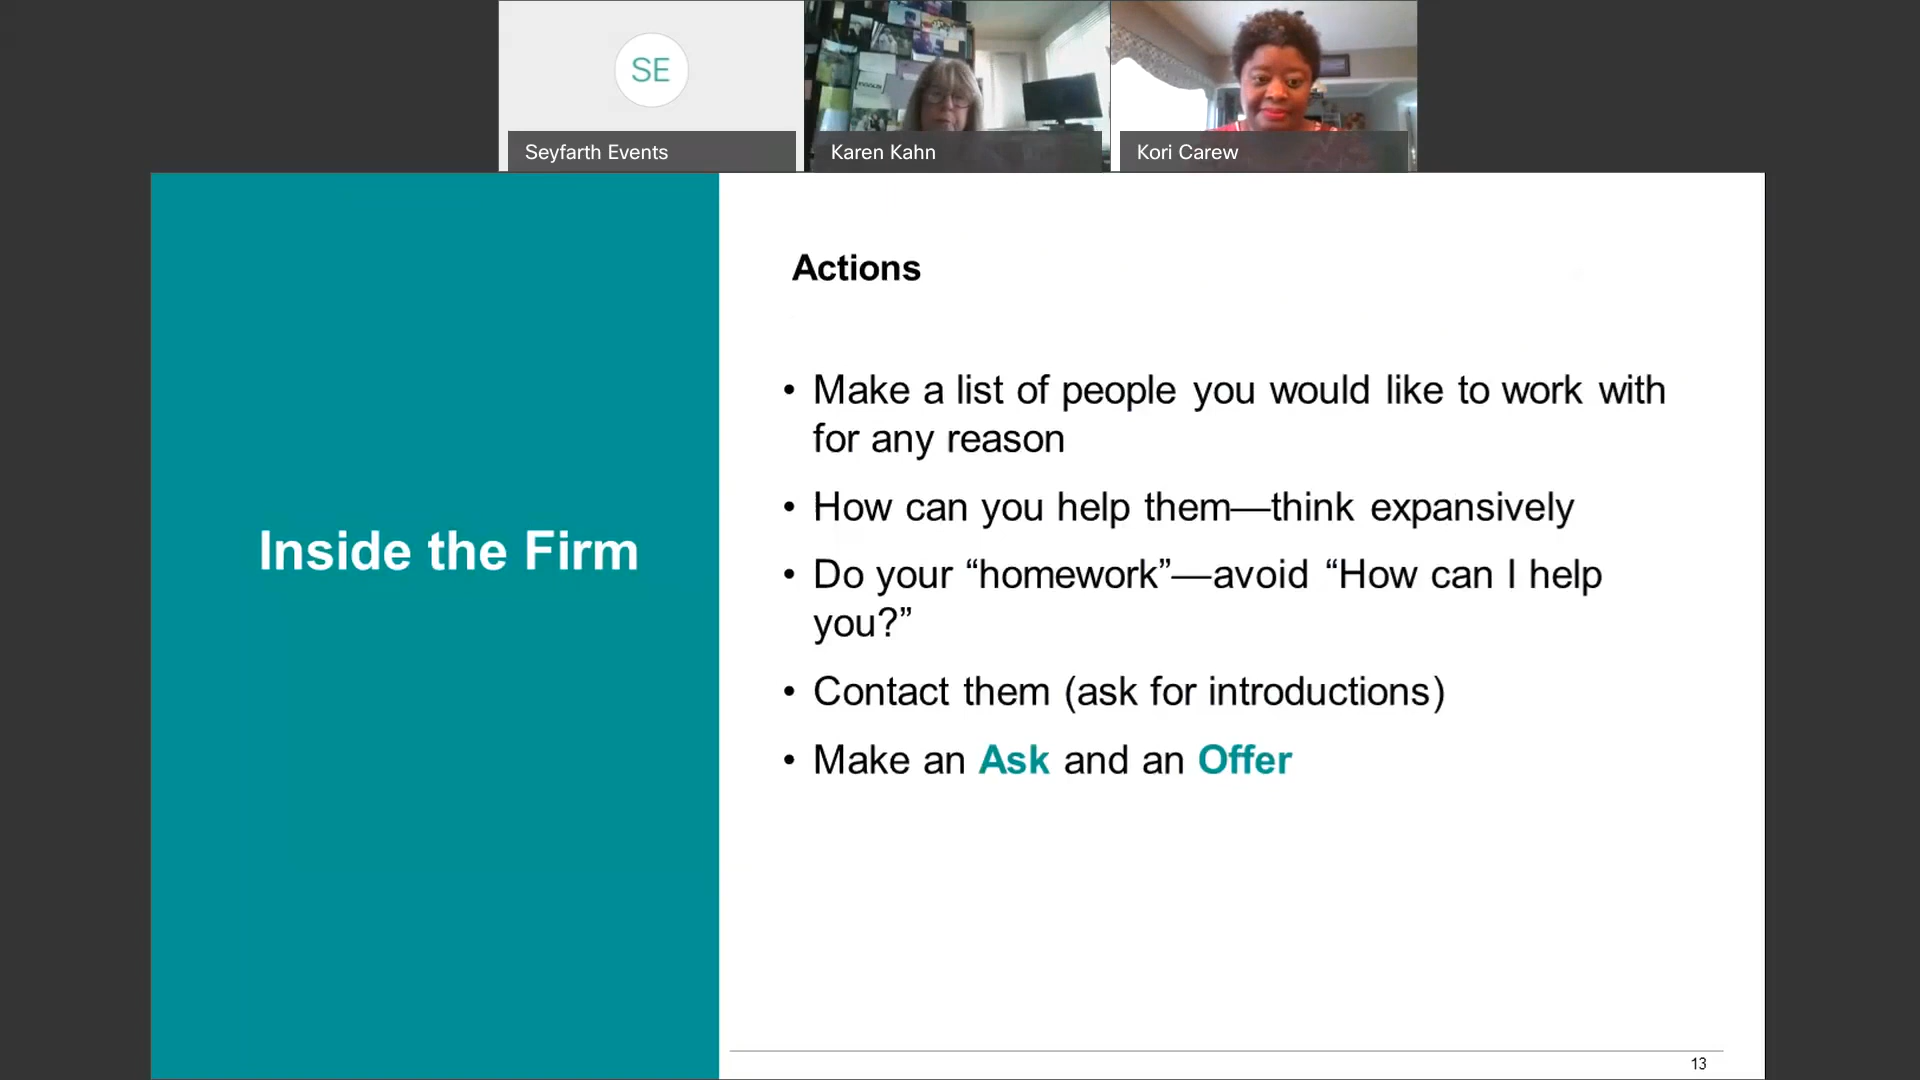 SE
Seyfarth Events
Karen Kahn
Kori Carew
Inside the Firm
Actions
• Make a list of people you would like to work with
for any reason
• How can you help them—think expansively
• Do your “homework”—avoid “How can I help
you?”
• Contact them (ask for introductions)
• Make an Ask and an Offer
13